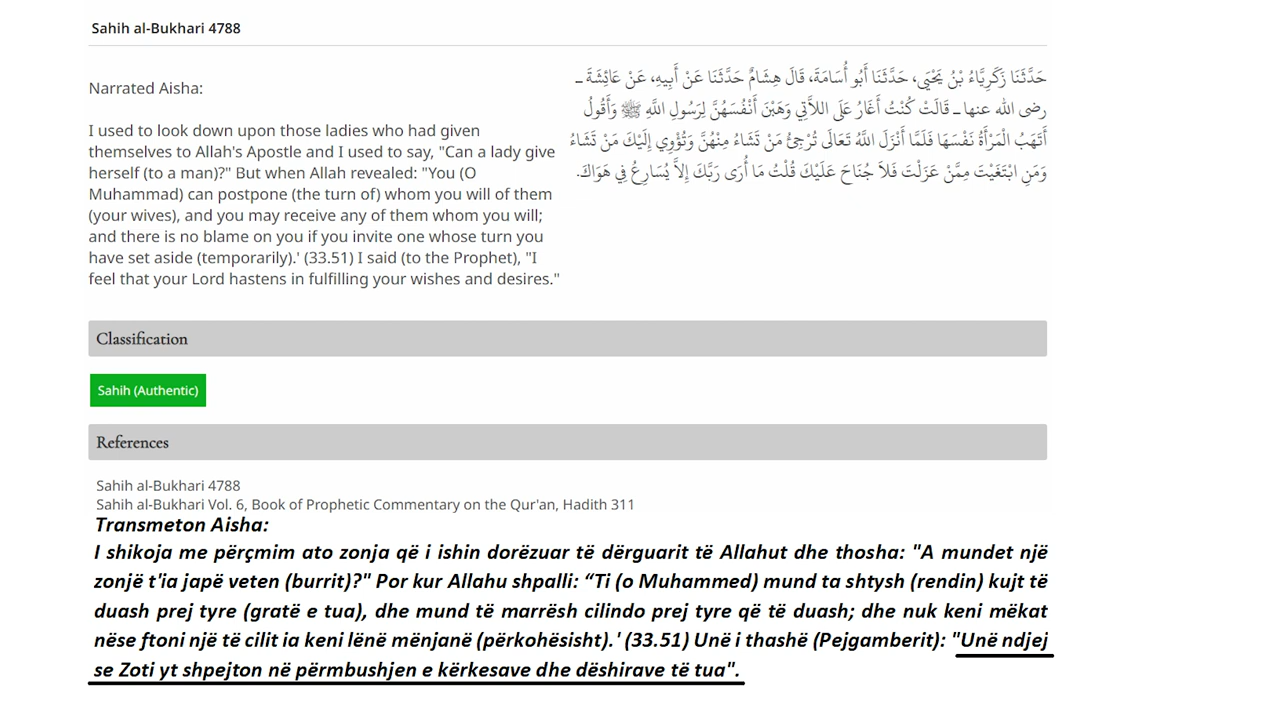 Sahih al-Bukhari 4788
Narrated Aisha:
I used to look down upon those ladies who had given
themselves to Allah's Apostle and I used to say, "Can a lady give
herself (to a man)?" But when Allah revealed: "You (O
Muhammad) can postpone (the turn of) whom you will of them
(your wives), and you may receive any of them whom you will;
and there is no blame on you if you invite one whose turn you
have set aside (temporarily).' (33.51) I said (to the Prophet), "I
feel that your Lord hastens in fulfilling your wishes and desires."
حَدَّثَنَا زَكَرِيَّاءُ بْنُ يَحْيَى، حَدَّثَنَا أَبُو أُسَامَةَ، قَالَ هِشَامٌ حَدَّثَنَا عَنْ أَبِيهِ، عَنْ عَائِشَةَ ـ
رضى الله عنها ـ قَالَتْ كُنْتُ أَغَارُ عَلَى اللاَّتِي وَهَبْنَ أَنْفُسَهُنَّ لِرَسُولِ اللَّهِ ﷺ وَأَقُولُ
أَتَهَبُ الْمَرْأَةُ نَفْسَهَا فَلَمَّا أَنْزَلَ اللَّهُ تَعَالَى تُرْجِئُ مَنْ تَشَاءُ مِنْهُنَّ وَتُؤْوِي إِلَيْكَ مَنْ تَشَاءُ
وَمَنِ ابْتَغَيْتَ مِمَّنْ عَزَلْتَ فَلاَ جُنَاحَ عَلَيْكَ قُلْتُ مَا أُرَى رَبَّكَ إِلاَّ يُسَارِعُ فِي هَوَاكَ.
Classification
Sahih (Authentic)
References
Sahih al-Bukhari 4788
Sahih al-Bukhari Vol. 6, Book of Prophetic Commentary on the Qur'an, Hadith 311
Transmeton Aisha:
I shikoja me përçmim ato zonja që i ishin dorëzuar të dërguarit të Allahut dhe thosha: "A mundet një
zonjë t'ia japë veten (burrit)?" Por kur Allahu shpalli: “Ti (o Muhammed) mund ta shtysh (rendin) kujt të
duash prej tyre (gratë e tua), dhe mund të marrësh cilindo prej tyre që të duash; dhe nuk keni mëkat
nëse ftoni një të cilit ia keni lënë mënjanë (përkohësisht).' (33.51) Unë i thashë (Pejgamberit): "Unë ndjej
se Zoti yt shpejton në përmbushjen e kërkesave dhe dëshirave të tua".